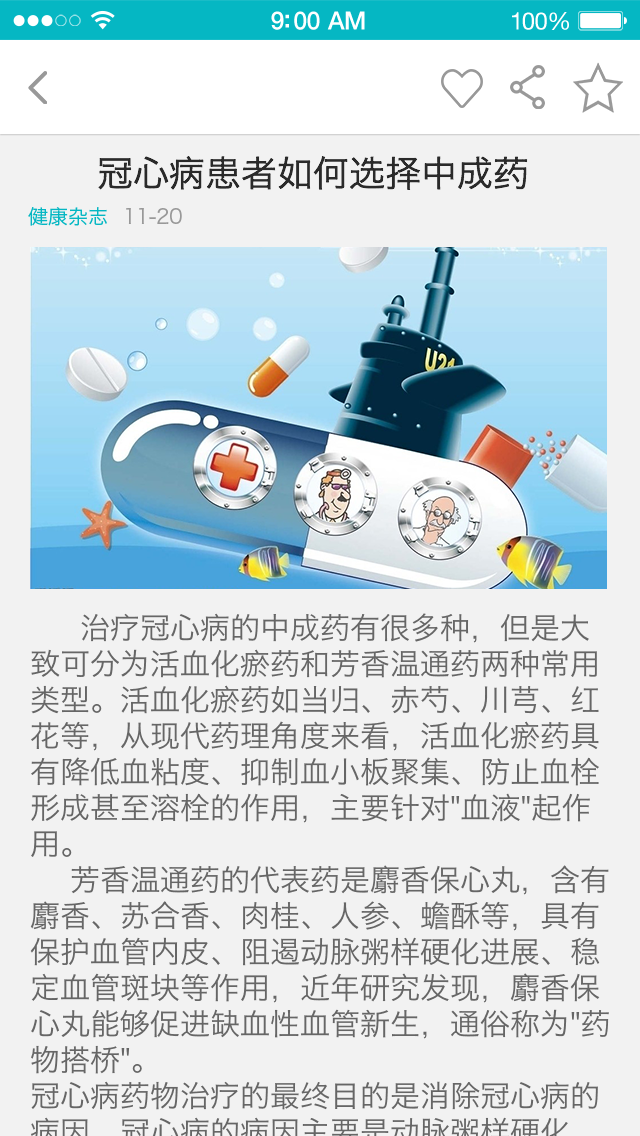 9:00 AM
100%
冠心病患者如何选择中成药
健康杂志 11-20
U21
治疗冠心病的中成药有很多种，但是大
致可分为活血化瘀药和芳香温通药两种常用
类型。活血化瘀药如当归、赤芍、川芎、红
花等，从现代药理角度来看，活血化瘀药具
有降低血粘度、抑制血小板聚集、防止血栓
形成甚至溶栓的作用，主要针对"血液"起作
用。
芳香温通药的代表药是麝香保心丸，含有
麝香、苏合香、肉桂、人参、蟾酥等，具有
保护血管内皮、阻遏动脉粥样硬化进展、稳
定血管斑块等作用，近年研究发现，麝香保
心丸能够促进缺血性血管新生，通俗称为"药
物搭桥"。
冠心病药物治疗的最终目的是消除冠心病的
病因，冠心病的病因主要是动脉粥样硬化